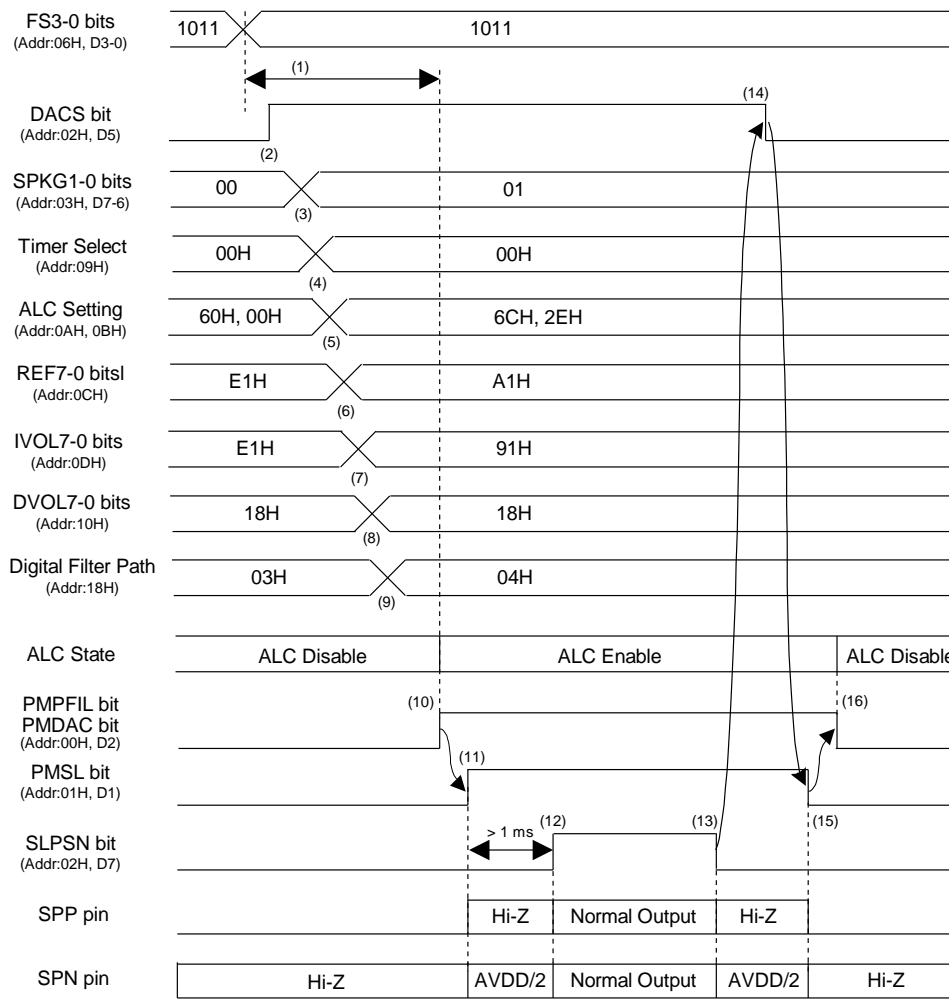 FS3-0 bits
(Addr:06H, D3-0)
1011
1011
(1)
DACS bit
(Addr:02H, D5)
(2)
(14)
SPKG1-0 bits
(Addr:03H, D7-6)
00
01
(3)
Timer Select
(Addr:09H)
00H
00H
(4)
ALC Setting
(Addr:0AH, 0BH)
60H, 00H
6CH, 2EH
(5)
REF7-0 bitsl
(Addr:0CH)
E1H
A1H
(6)
IVOL7-0 bits
(Addr:0DH)
E1H
91H
(7)
DVOL7-0 bits
(Addr:10H)
18H
18H
(8)
Digital Filter Path
(Addr:18H)
03H
04H
(9)
ALC State
ALC Disable
ALC Enable
ALC Disable
PMPFIL bit
PMDAC bit
(Addr:00H, D2)
(10)
(16)
PMSL bit
(Addr:01H, D1)
(11)
(15)
SLPSN bit
(Addr:02H, D7)
> 1 ms
(12)
(13)
SPP pin
Hi-Z
Normal Output
Hi-Z
SPN pin
Hi-Z
AVDD/2
Normal Output
AVDD/2
Hi-Z